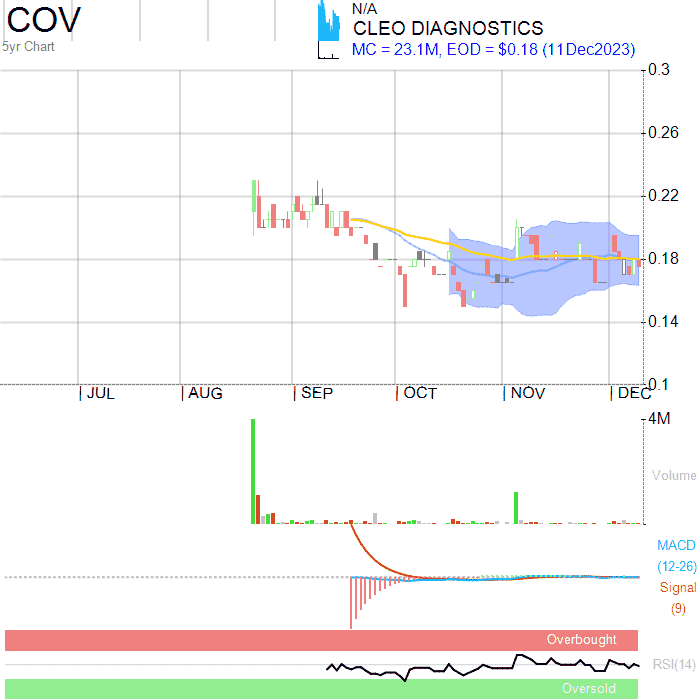 COV
5yr Chart
N/A
CLEO DIAGNOSTICS
MC = 23.1M, EOD = $0.18 (11Dec2023)
0.3
0.26
0.22
0.18
0.14
0.1
JUL AUG SEP OCT NOV DEC
4M
Volume
MACD
(12-26)
Signal
(9)
Overbought
RSI(14)
Oversold